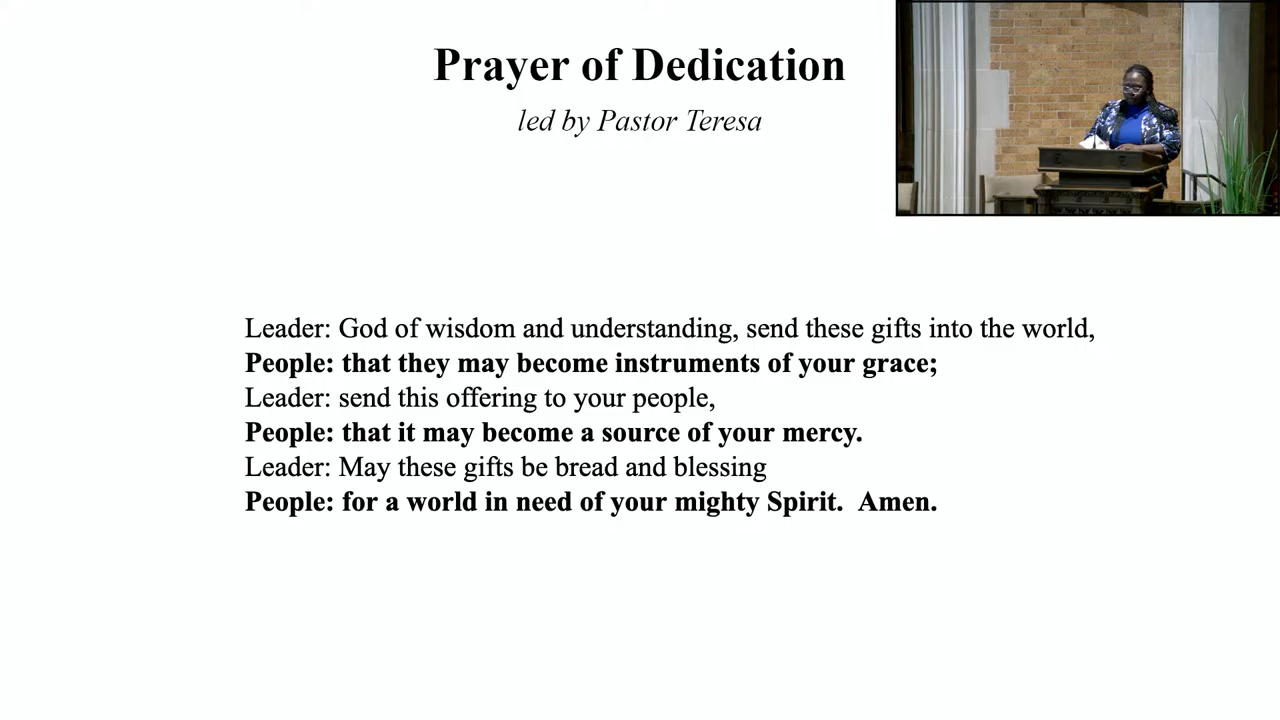 Prayer of Dedication
led by Pastor Teresa
Leader: God of wisdom and understanding, send these gifts into the world,
People: that they may become instruments of your grace;
Leader: send this offering to your people,
People: that it may become a source of your mercy.
Leader: May these gifts be bread and blessing
People: for a world in need of your mighty Spirit.  Amen.